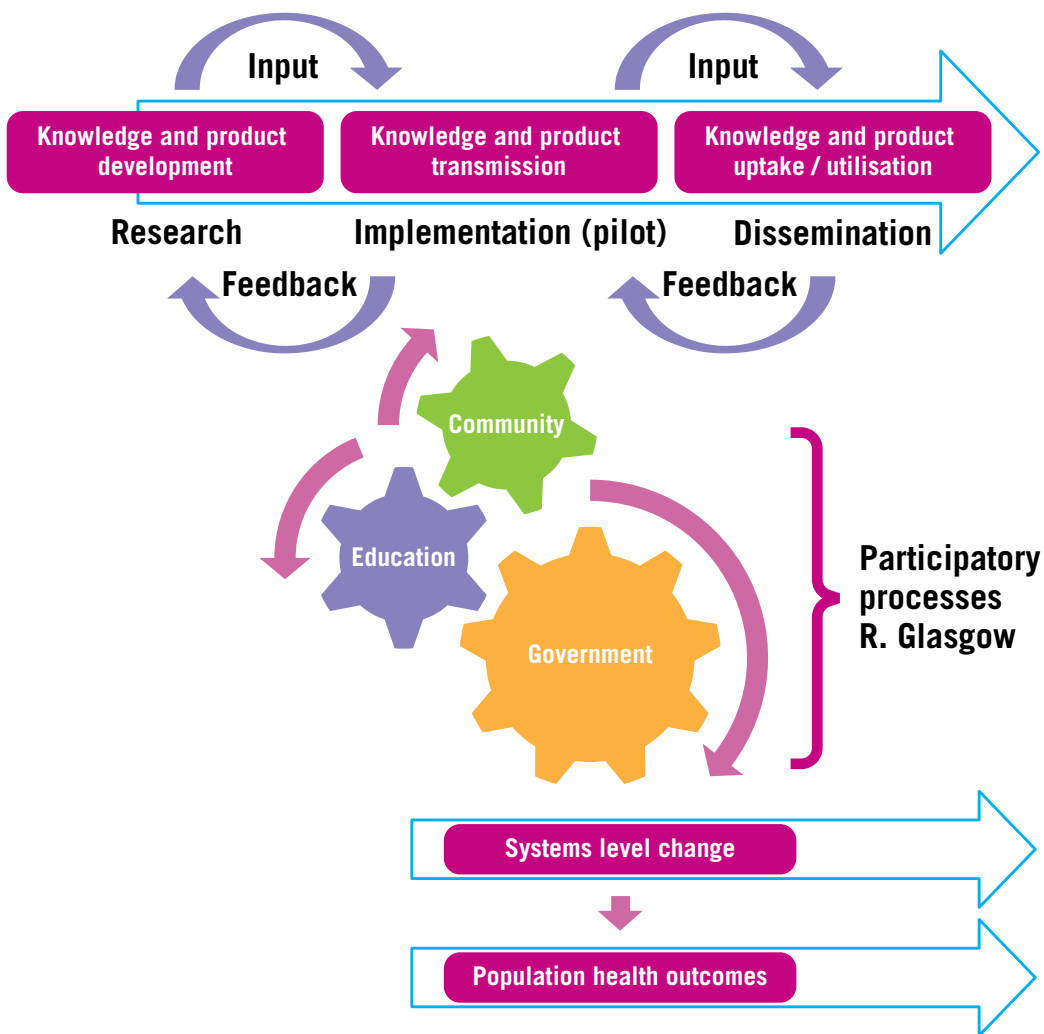 Input
Input
Knowledge and product
development
Knowledge and product
transmission
Knowledge and product
uptake / utilisation
Research
Implementation (pilot)
Dissemination
Feedback
Feedback
Community
Education
Government
Participatory
processes
R. Glasgow
Systems level change
Population health outcomes